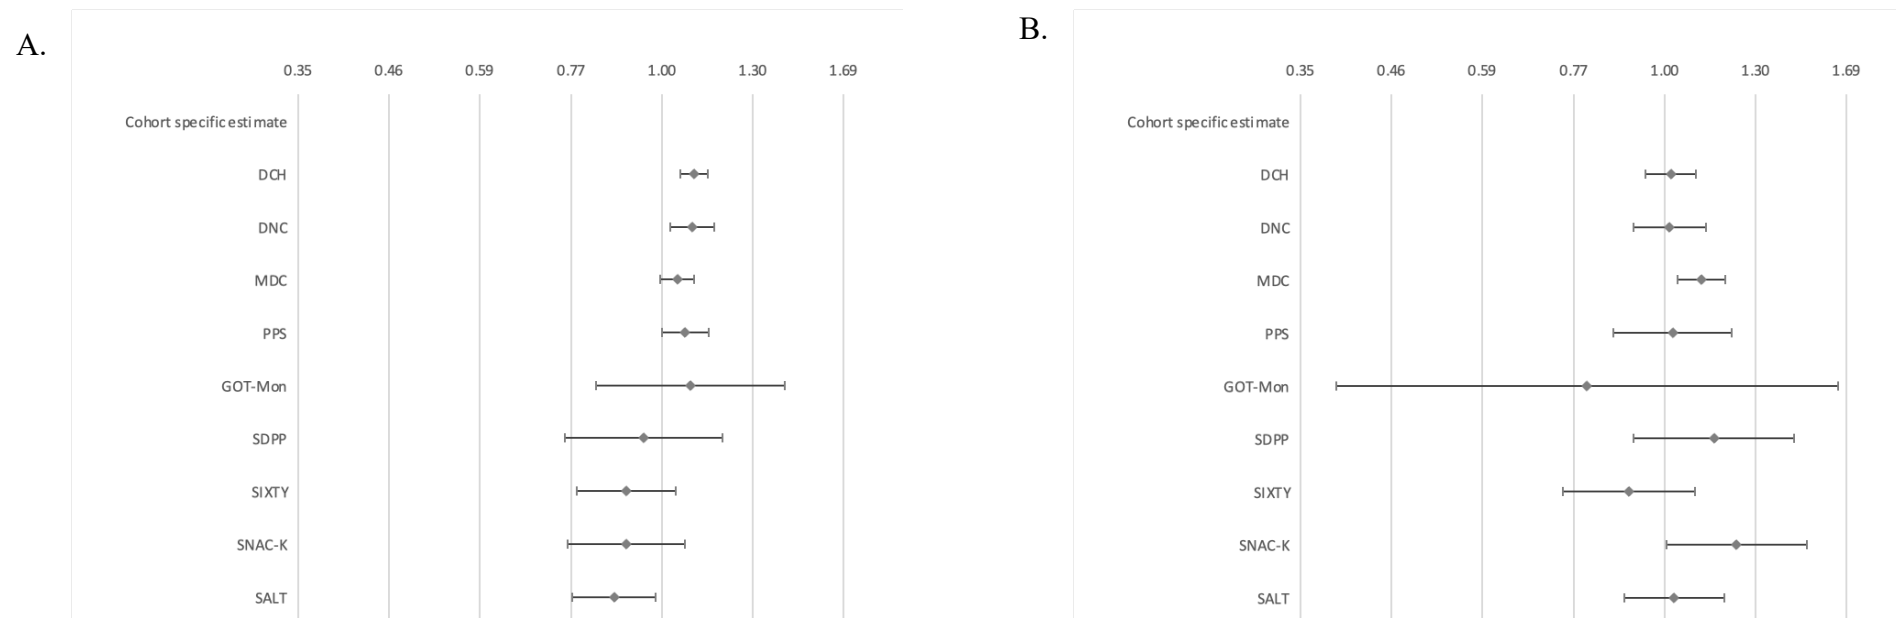 A.
0.35 0.46 0.59 0.77 1.00 1.30 1.69
Cohort specific estimate
DCH
DNC
MDC
PPS
GOT-Mon
SDPP
SIXTY
SNAC-K
SALT
B.
0.35 0.46 0.59 0.77 1.00 1.30 1.69
Cohort specific estimate
DCH
DNC
MDC
PPS
GOT-Mon
SDPP
SIXTY
SNAC-K
SALT